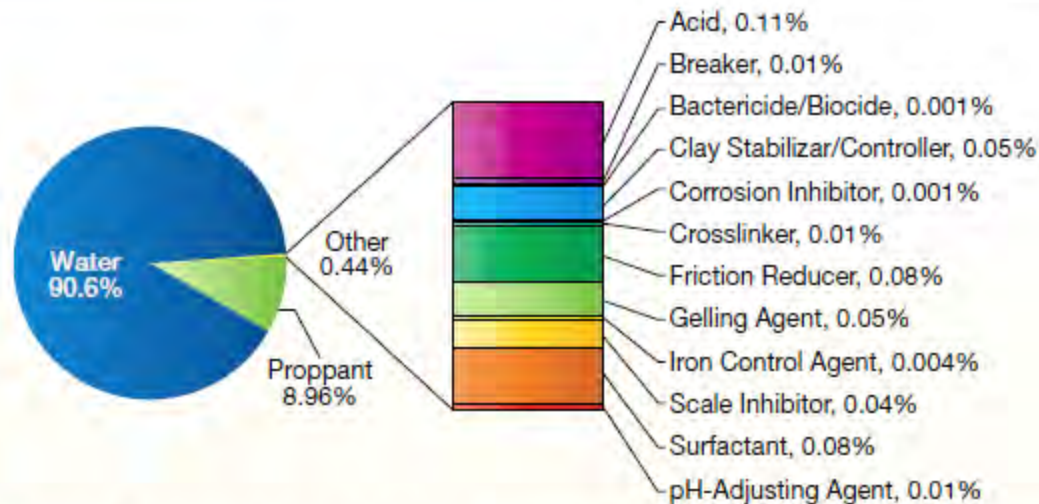 Water
90.6%
Other
0.44%
Proppant
8.96%
Acid, 0.11%
Breaker, 0.01%
Bactericide/Biocide, 0.001%
Clay Stabilizar/Controller, 0.05%
Corrosion Inhibitor, 0.001%
Crosslinker, 0.01%
Friction Reducer, 0.08%
Gelling Agent, 0.05%
Iron Control Agent, 0.004%
Scale Inhibitor, 0.04%
Surfactant, 0.08%
pH-Adjusting Agent, 0.01%